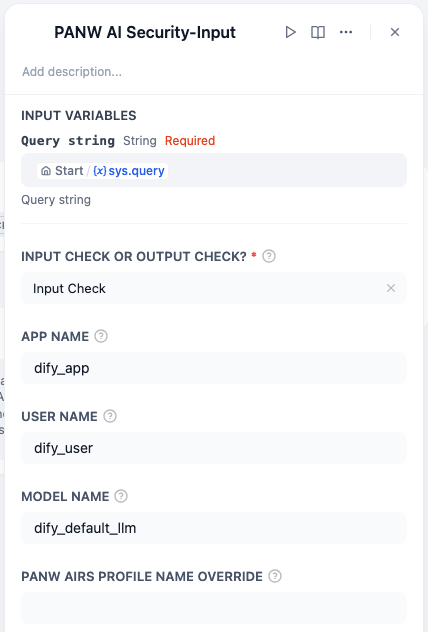 PANW AI Security-Input
Add description...
INPUT VARIABLES
Query string String Required
Start / {x} sys.query
Query string
INPUT CHECK OR OUTPUT CHECK? *
Input Check
APP NAME
dify_app
USER NAME
dify_user
MODEL NAME
dify_default_llm
PANW AIRS PROFILE NAME OVERRIDE